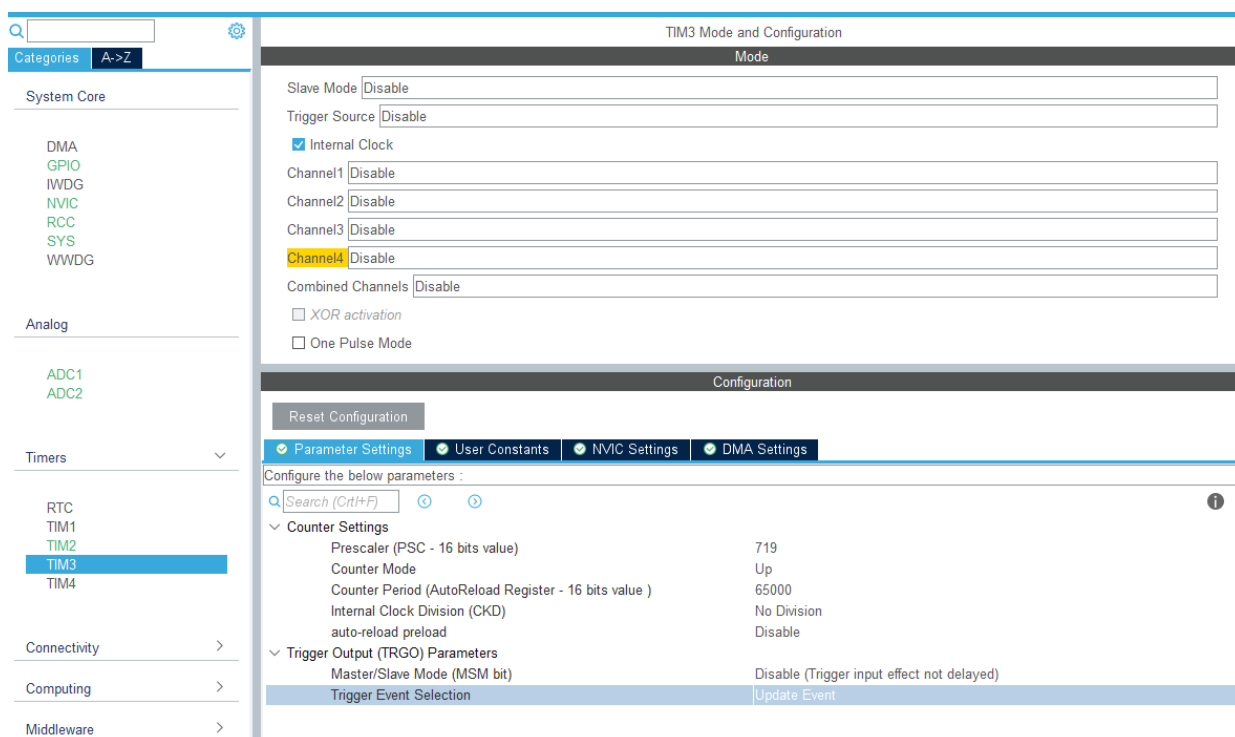 TIM3 Mode and Configuration
Categories A->Z
Mode
System Core
DMA
GPIO
IWDG
NVIC
RCC
SYS
WWDG
Analog
ADC1
ADC2
Timers
RTC
TIM1
TIM2
TIM3
TIM4
Connectivity
Computing
Middleware
Slave Mode Disable
Trigger Source Disable
Internal Clock
Channel1 Disable
Channel2 Disable
Channel3 Disable
Channel4 Disable
Combined Channels Disable
XOR activation
One Pulse Mode
Configuration
Reset Configuration
Parameter Settings User Constants NVIC Settings DMA Settings
Configure the below parameters :
Search (Crtl+F)
Counter Settings
Prescaler (PSC - 16 bits value) 719
Counter Mode Up
Counter Period (AutoReload Register - 16 bits value ) 65000
Internal Clock Division (CKD) No Division
auto-reload preload Disable
Trigger Output (TRGO) Parameters
Master/Slave Mode (MSM bit) Disable (Trigger input effect not delayed)
Trigger Event Selection Update Event